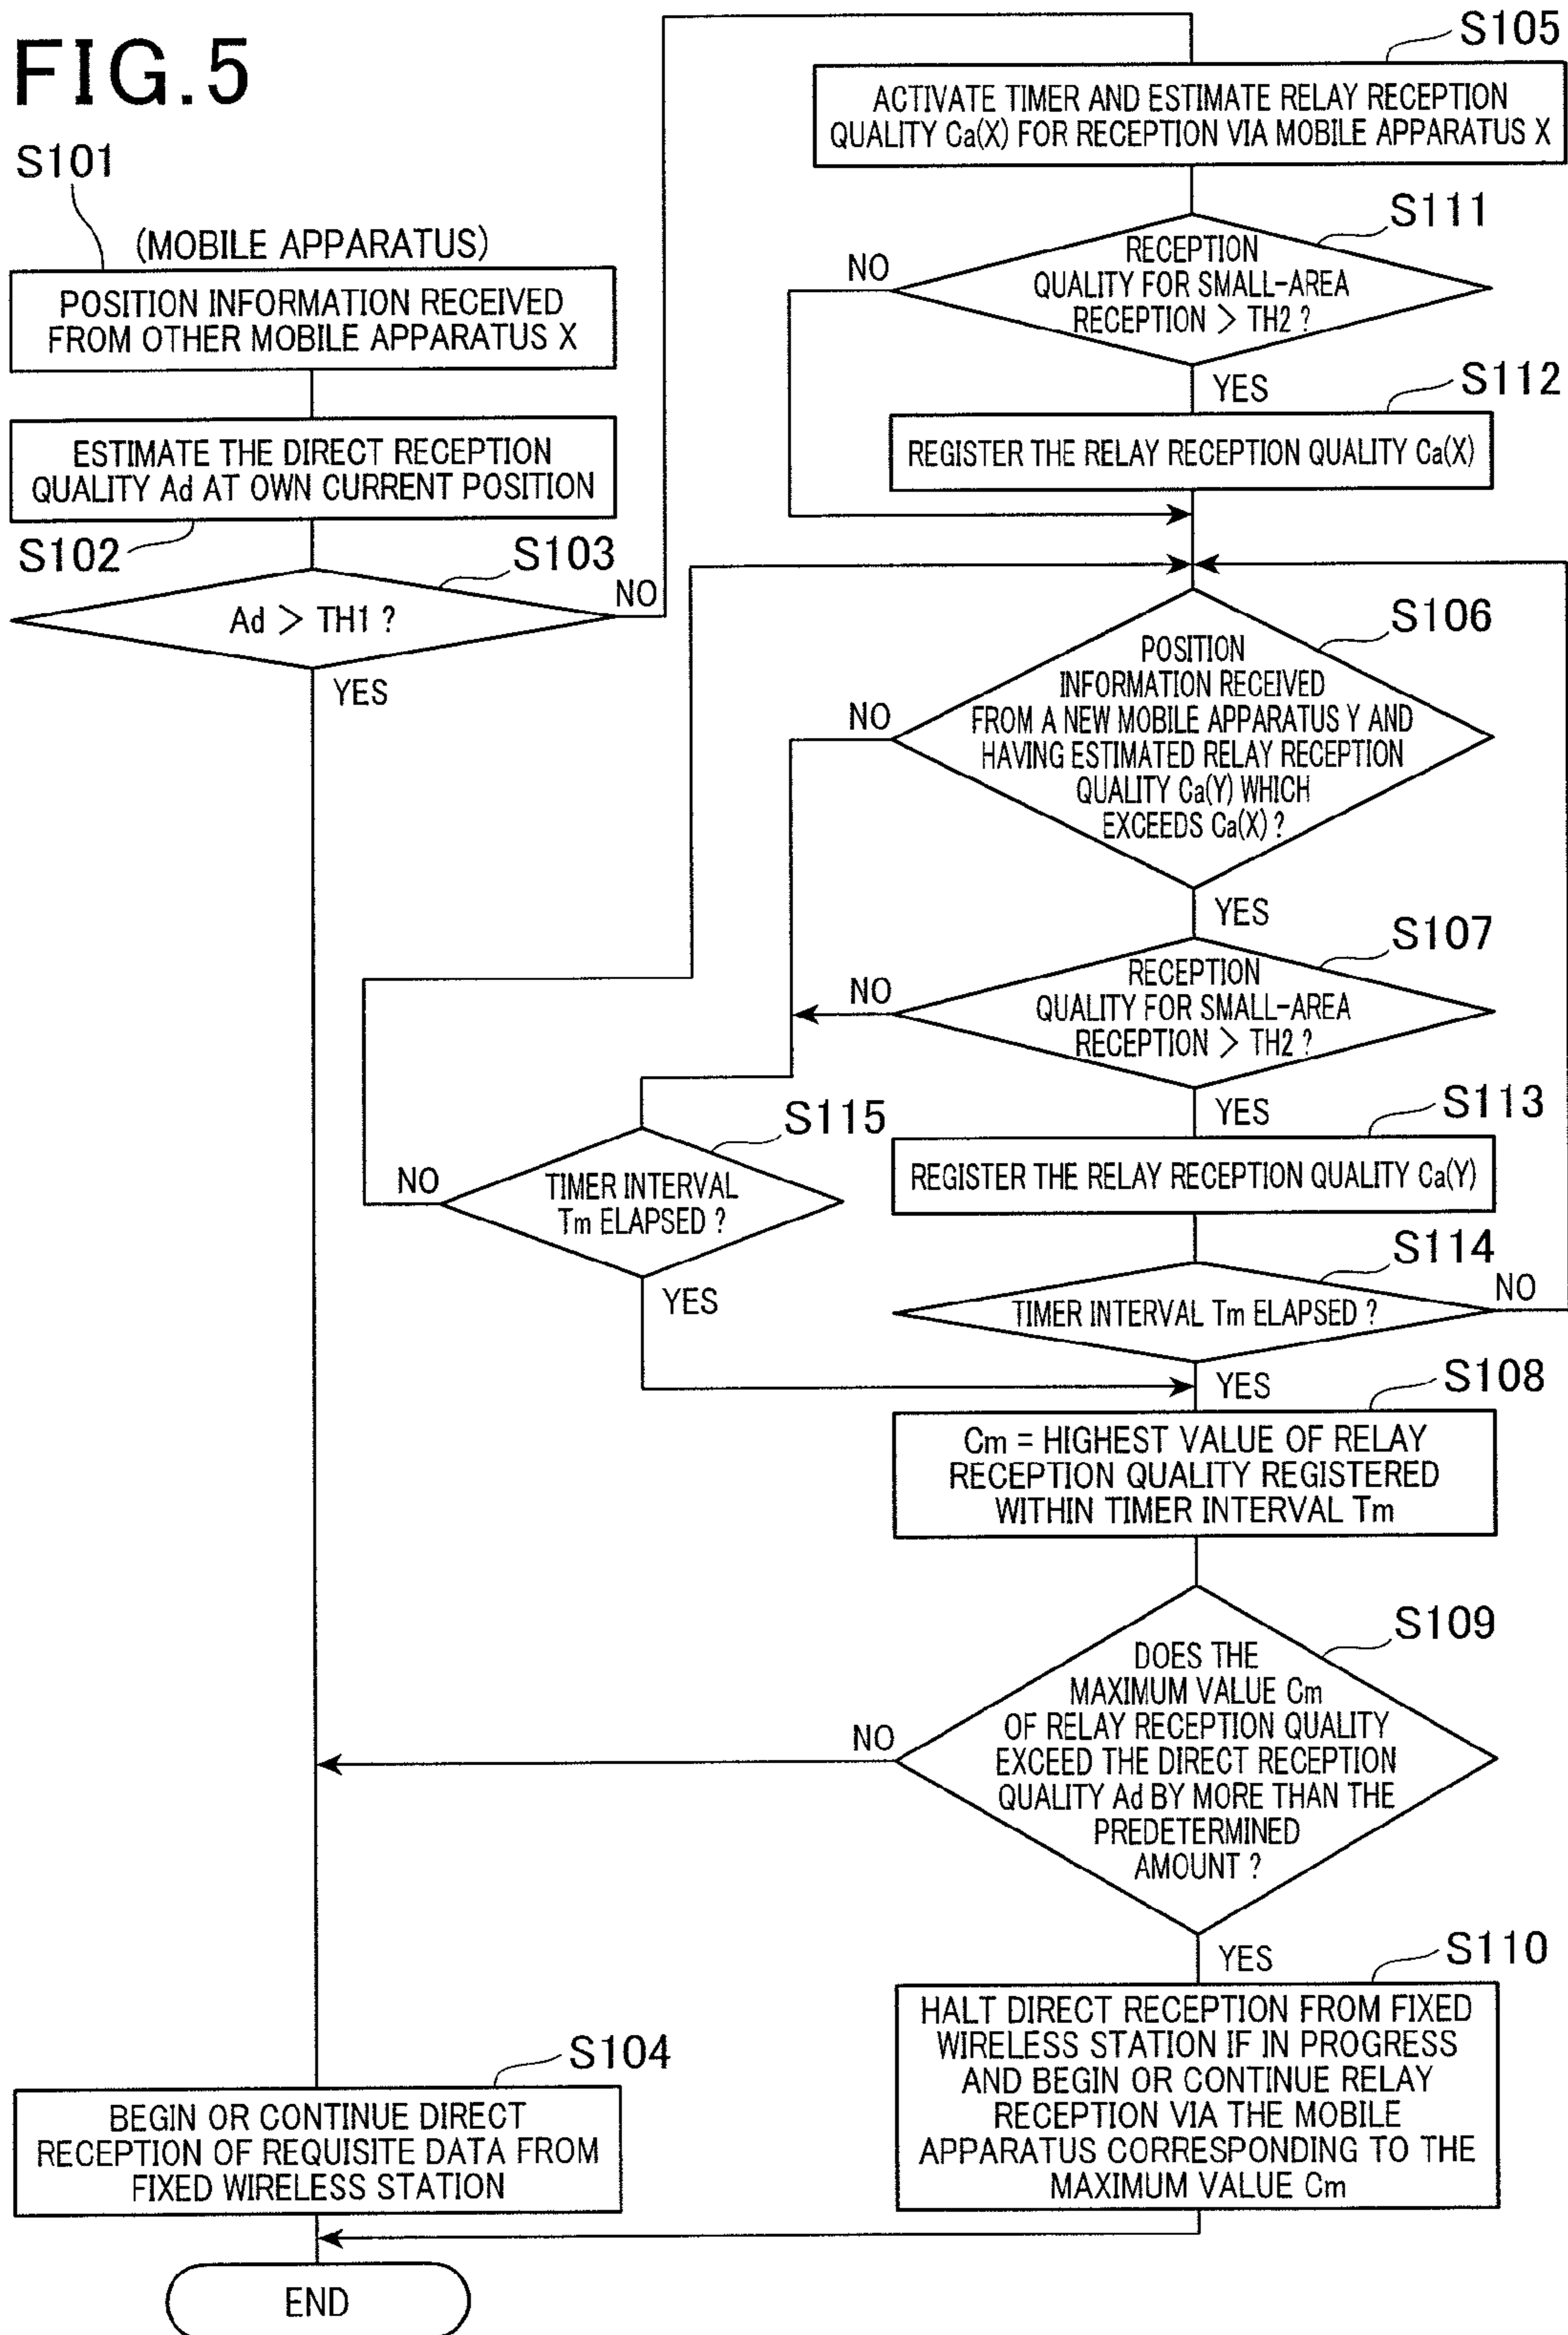 FIG.5
S101
(MOBILE APPARATUS)
POSITION INFORMATION RECEIVED
FROM OTHER MOBILE APPARATUS X
ESTIMATE THE DIRECT RECEPTION
QUALITY Ad AT OWN CURRENT POSITION
S102
S103
Ad > TH1 ?
NO
YES
S105
ACTIVATE TIMER AND ESTIMATE RELAY RECEPTION
QUALITY Ca(X) FOR RECEPTION VIA MOBILE APPARATUS X
S111
RECEPTION
QUALITY FOR SMALL-AREA
RECEPTION > TH2 ?
NO
YES
S112
REGISTER THE RELAY RECEPTION QUALITY Ca(X)
S106
POSITION
INFORMATION RECEIVED
FROM A NEW MOBILE APPARATUS Y AND
HAVING ESTIMATED RELAY RECEPTION
QUALITY Ca(Y) WHICH
EXCEEDS Ca(X) ?
NO
YES
S107
RECEPTION
QUALITY FOR SMALL-AREA
RECEPTION > TH2 ?
NO
YES
S115
TIMER INTERVAL
Tm ELAPSED ?
NO
YES
S113
REGISTER THE RELAY RECEPTION QUALITY Ca(Y)
S114
TIMER INTERVAL Tm ELAPSED ?
NO
YES
S108
Cm = HIGHEST VALUE OF RELAY
RECEPTION QUALITY REGISTERED
WITHIN TIMER INTERVAL Tm
S109
DOES THE
MAXIMUM VALUE Cm
OF RELAY RECEPTION QUALITY
EXCEED THE DIRECT RECEPTION
QUALITY Ad BY MORE THAN THE
PREDETERMINED
AMOUNT ?
NO
YES
S110
HALT DIRECT RECEPTION FROM FIXED
WIRELESS STATION IF IN PROGRESS
AND BEGIN OR CONTINUE RELAY
RECEPTION VIA THE MOBILE
APPARATUS CORRESPONDING TO THE
MAXIMUM VALUE Cm
S104
BEGIN OR CONTINUE DIRECT
RECEPTION OF REQUISITE DATA FROM
FIXED WIRELESS STATION
END